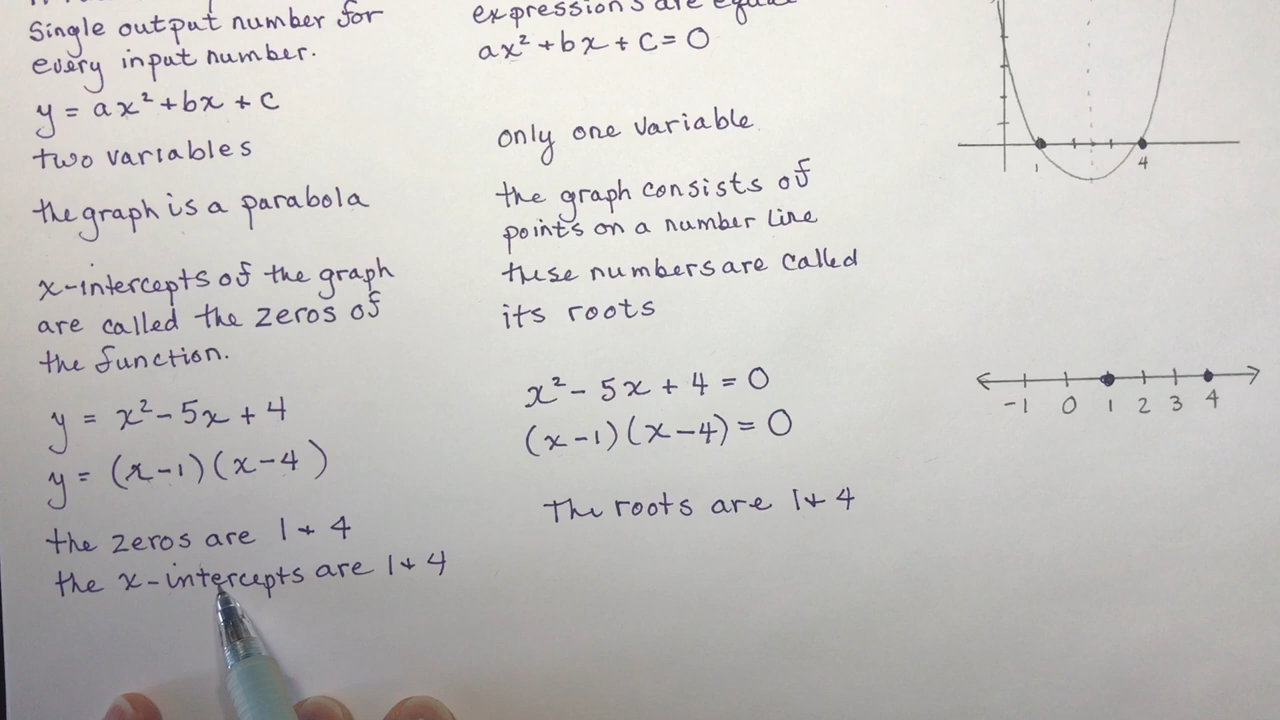 Single output number for
every input number.
y = ax² + bx + c
two variables
the graph is a parabola
x-intercepts of the graph
are called the zeros of
the function.
y = x² - 5x + 4
y = (x-1)(x-4)
the zeros are 1 + 4
the x-intercepts are 1 + 4
expressions are equal
ax² + bx + c = 0
only one variable
the graph consists of
points on a number line
these numbers are called
its roots
x² - 5x + 4 = 0
(x-1)(x-4) = 0
The roots are 1 + 4
1 4
-1 0 1 2 3 4